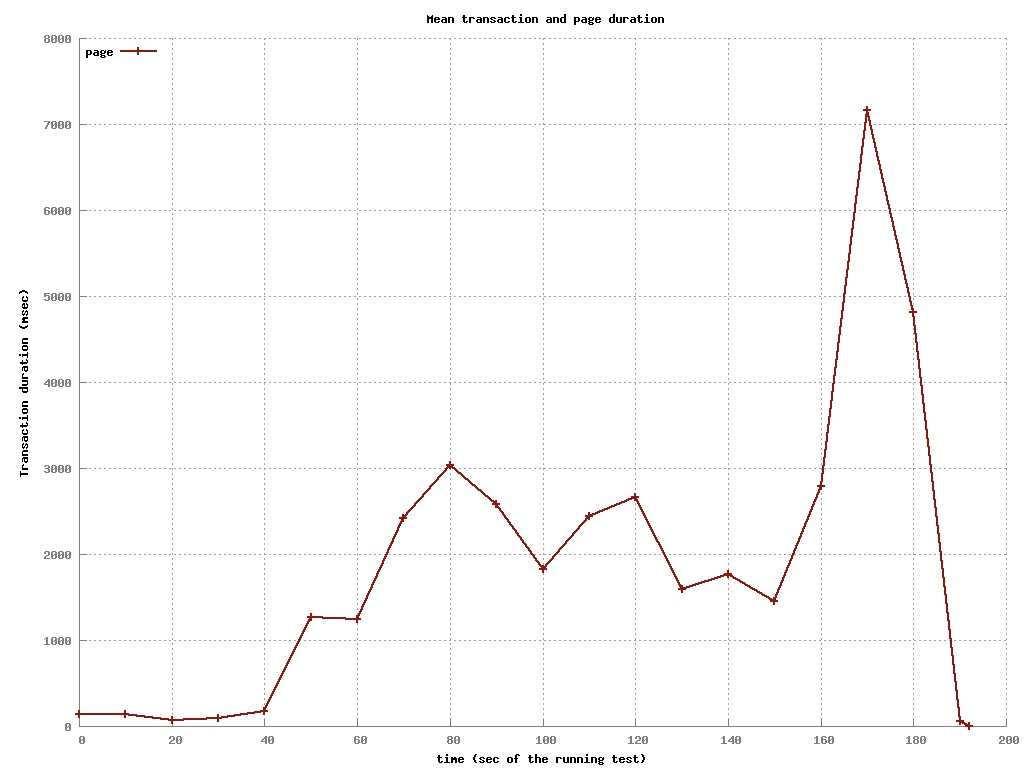 Mean transaction and page duration
8000
page
7000
6000
5000
4000
3000
2000
1000
0
Transaction duration (msec)
0 20 40 60 80 100 120 140 160 180 200
time (sec of the running test)